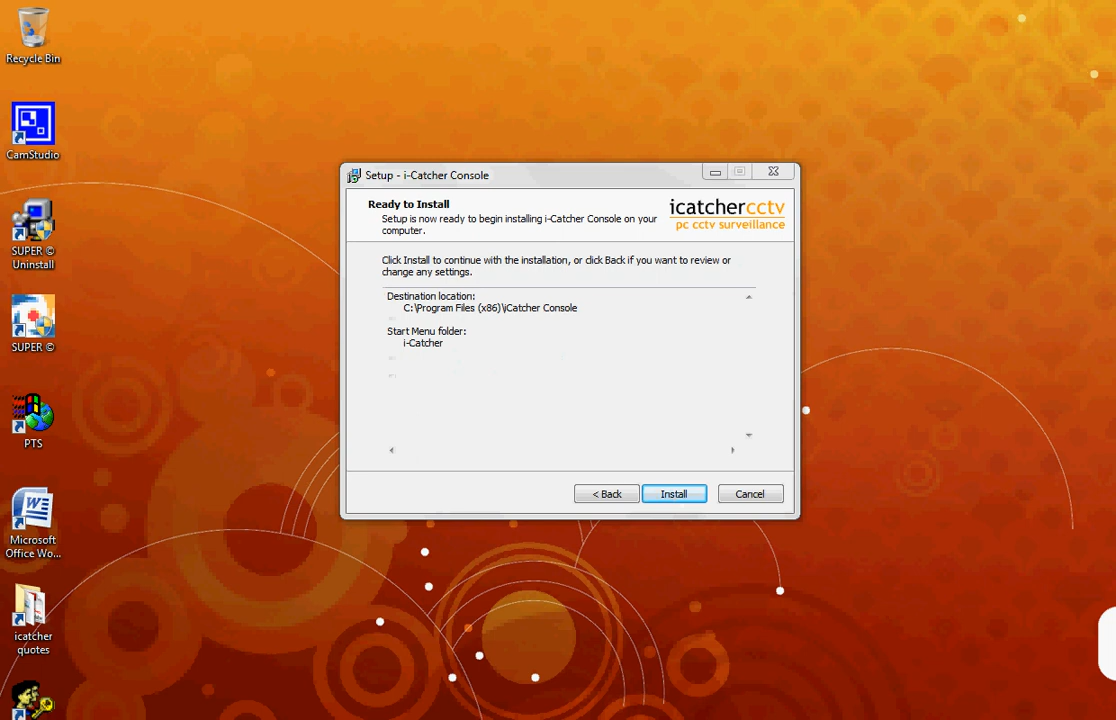 Recycle Bin
CamStudio
SUPER ©
Uninstall
SUPER ©
PTS
Microsoft
Office Wo...
icatcher
quotes
Setup - i-Catcher Console
Ready to Install
Setup is now ready to begin installing i-Catcher Console on your
computer.
icatchercctv
pc cctv surveillance
Click Install to continue with the installation, or click Back if you want to review or
change any settings.
Destination location:
C:\Program Files (x86)\iCatcher Console
Start Menu folder:
i-Catcher
< Back
Install
Cancel